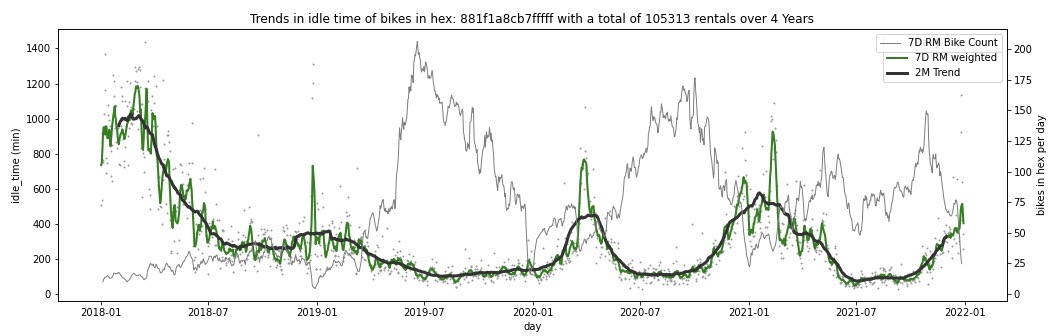 Trends in idle time of bikes in hex: 881f1a8cb7fffff with a total of 105313 rentals over 4 Years
7D RM Bike Count
7D RM weighted
2M Trend
idle_time (min)
1400
1200
1000
800
600
400
200
0
200
175
150
125
100
75
50
25
0
bikes in hex per day
2018-01 2018-07 2019-01 2019-07 2020-01 2020-07 2021-01 2021-07 2022-01
day